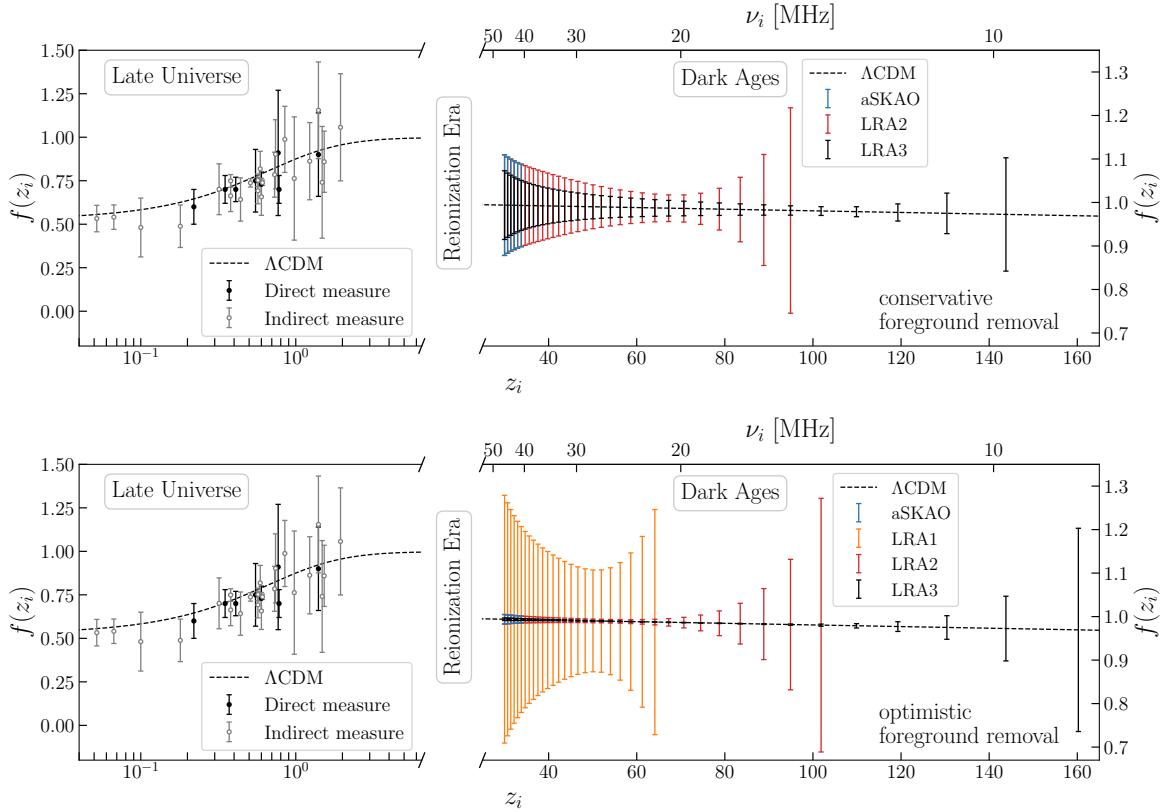 ν_i [MHz]
50 40 30 20 10
1.50
1.25
1.00
0.75
0.50
0.25
0.00
f(z_i)
Late Universe
ΛCDM
Direct measure
Indirect measure
10⁻¹ 10⁰
Reionization Era
Dark Ages
ΛCDM
aSKAO
LRA2
LRA3
conservative
foreground removal
1.3
1.2
1.1
1.0
0.9
0.8
0.7
f(z_i)
40 60 80 100 120 140 160
z_i
ν_i [MHz]
50 40 30 20 10
1.50
1.25
1.00
0.75
0.50
0.25
0.00
f(z_i)
Late Universe
ΛCDM
Direct measure
Indirect measure
10⁻¹ 10⁰
Reionization Era
Dark Ages
ΛCDM
aSKAO
LRA1
LRA2
LRA3
optimistic
foreground removal
1.3
1.2
1.1
1.0
0.9
0.8
0.7
f(z_i)
40 60 80 100 120 140 160
z_i